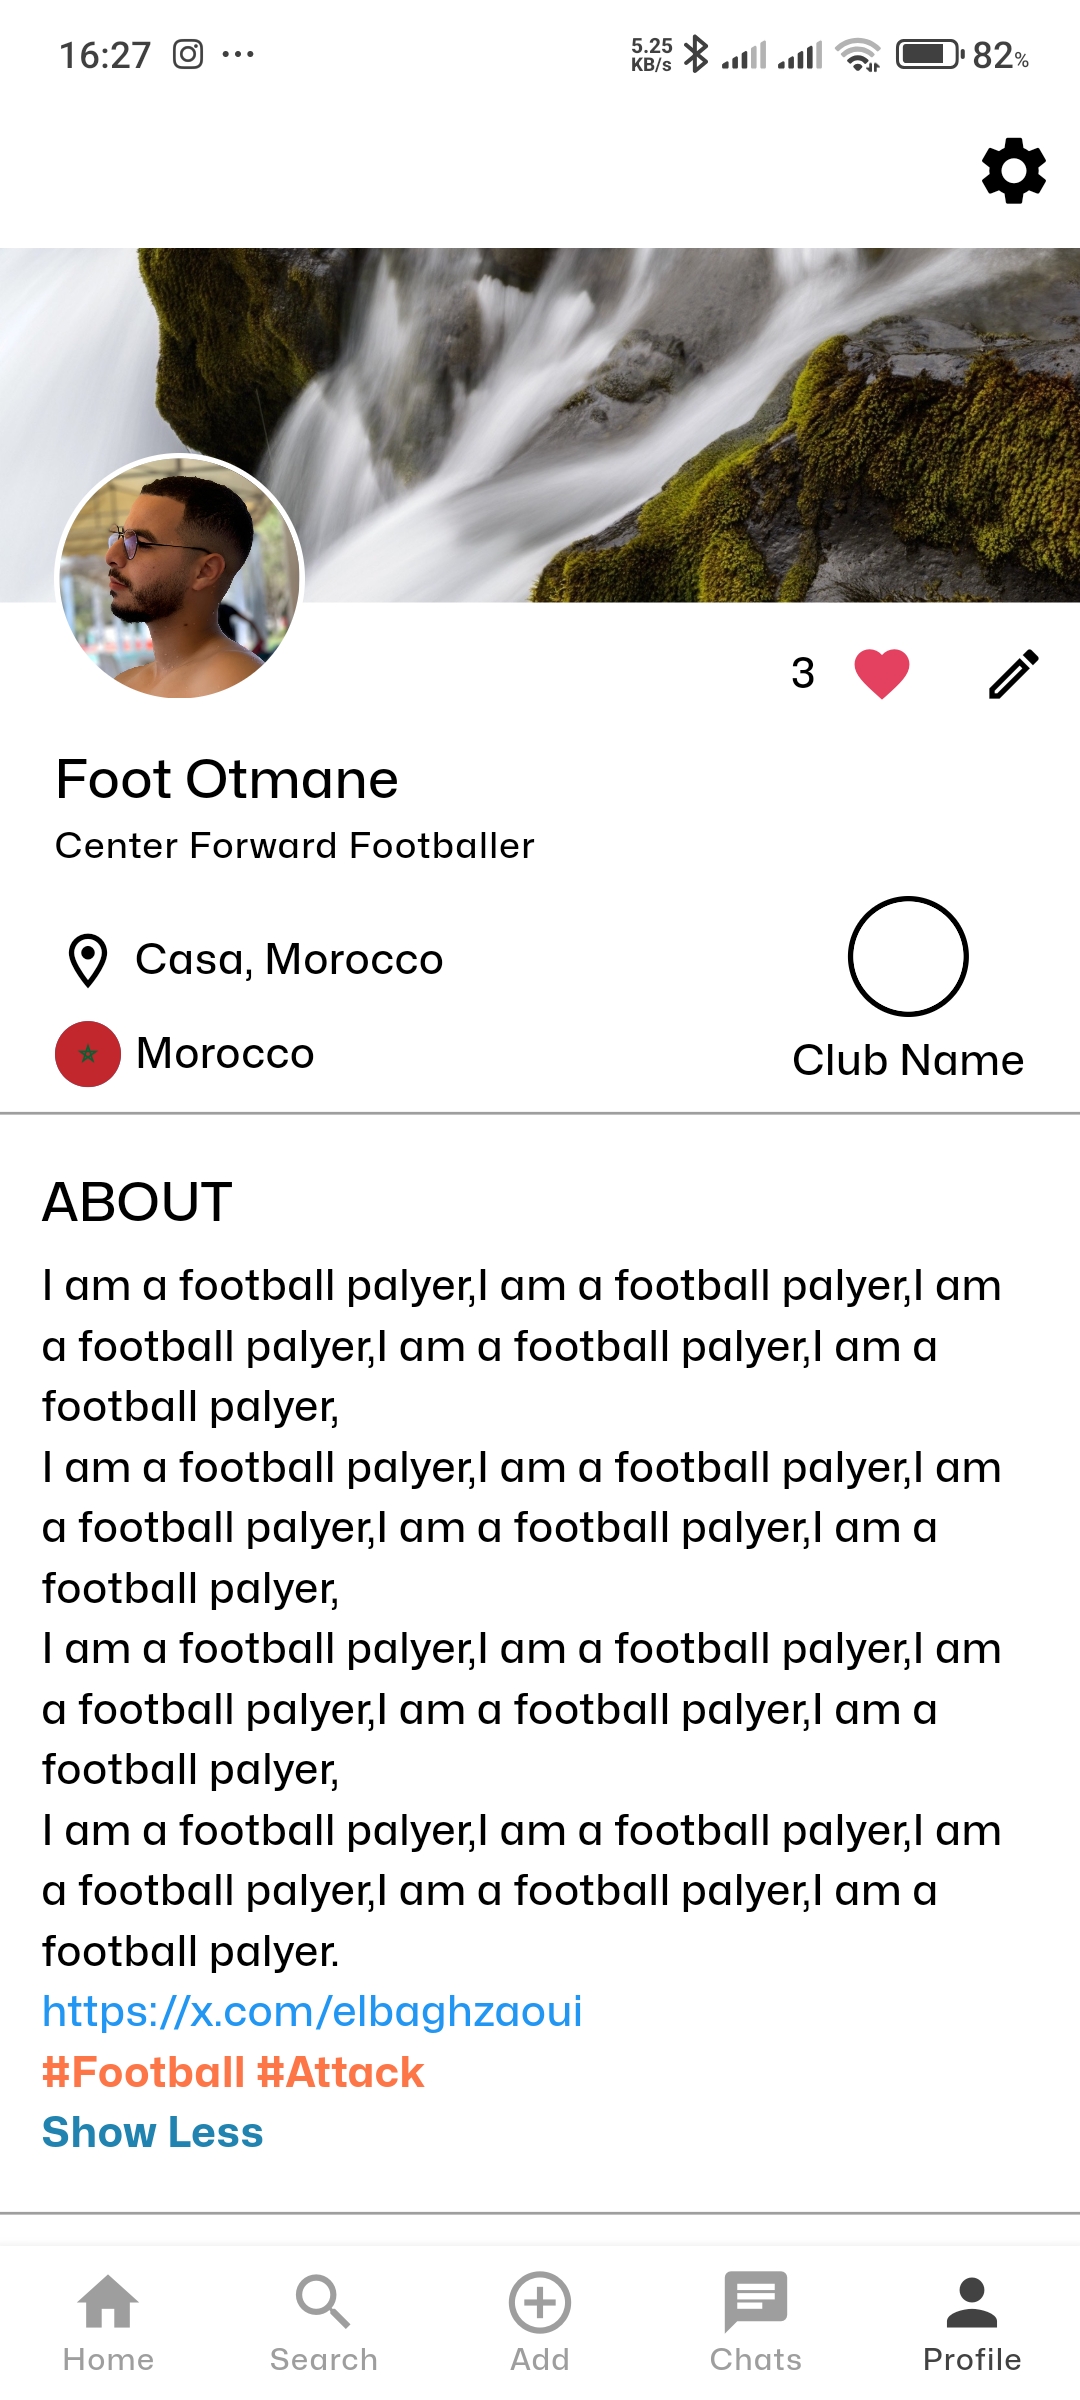 16:27 ... 5.25 KB/s 82%
3
Foot Otmane
Center Forward Footballer
Casa, Morocco
Morocco
Club Name
ABOUT
I am a football palyer,I am a football palyer,I am
a football palyer,I am a football palyer,I am a
football palyer,
I am a football palyer,I am a football palyer,I am
a football palyer,I am a football palyer,I am a
football palyer,
I am a football palyer,I am a football palyer,I am
a football palyer,I am a football palyer,I am a
football palyer,
I am a football palyer,I am a football palyer,I am
a football palyer,I am a football palyer,I am a
football palyer.
https://x.com/elbaghzaoui
#Football #Attack
Show Less
Home Search Add Chats Profile